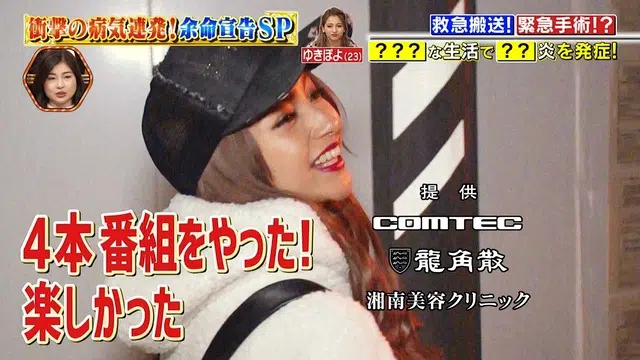 衝撃の病気連発!余命宣告SP
ゆきぽよ(23)
救急搬送!緊急手術!?
???な生活で??炎を発症!
提 供
COMTEC
龍角散
湘南美容クリニック
4本番組をやった!
楽しかった